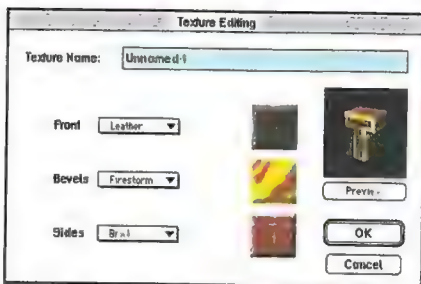 Texture Editing
Texture Name: Unnamed-1
Front Leather
Bevels Firestorm
Sides
OK
Cancel